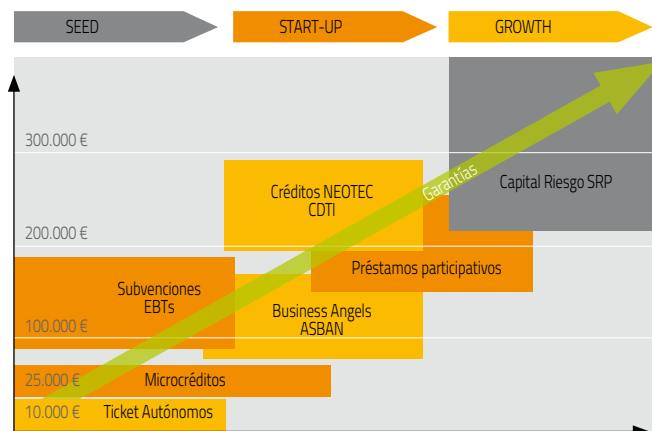 SEED
START-UP
GROWTH
300.000 €
Créditos NEOTEC
CDTI
Garantías
Capital Riesgo SRP
200.000 €
Préstamos participativos
Subvenciones
EBTs
Business Angels
ASBAN
100.000 €
25.000 €
Microcréditos
10.000 €
Ticket Autónomos